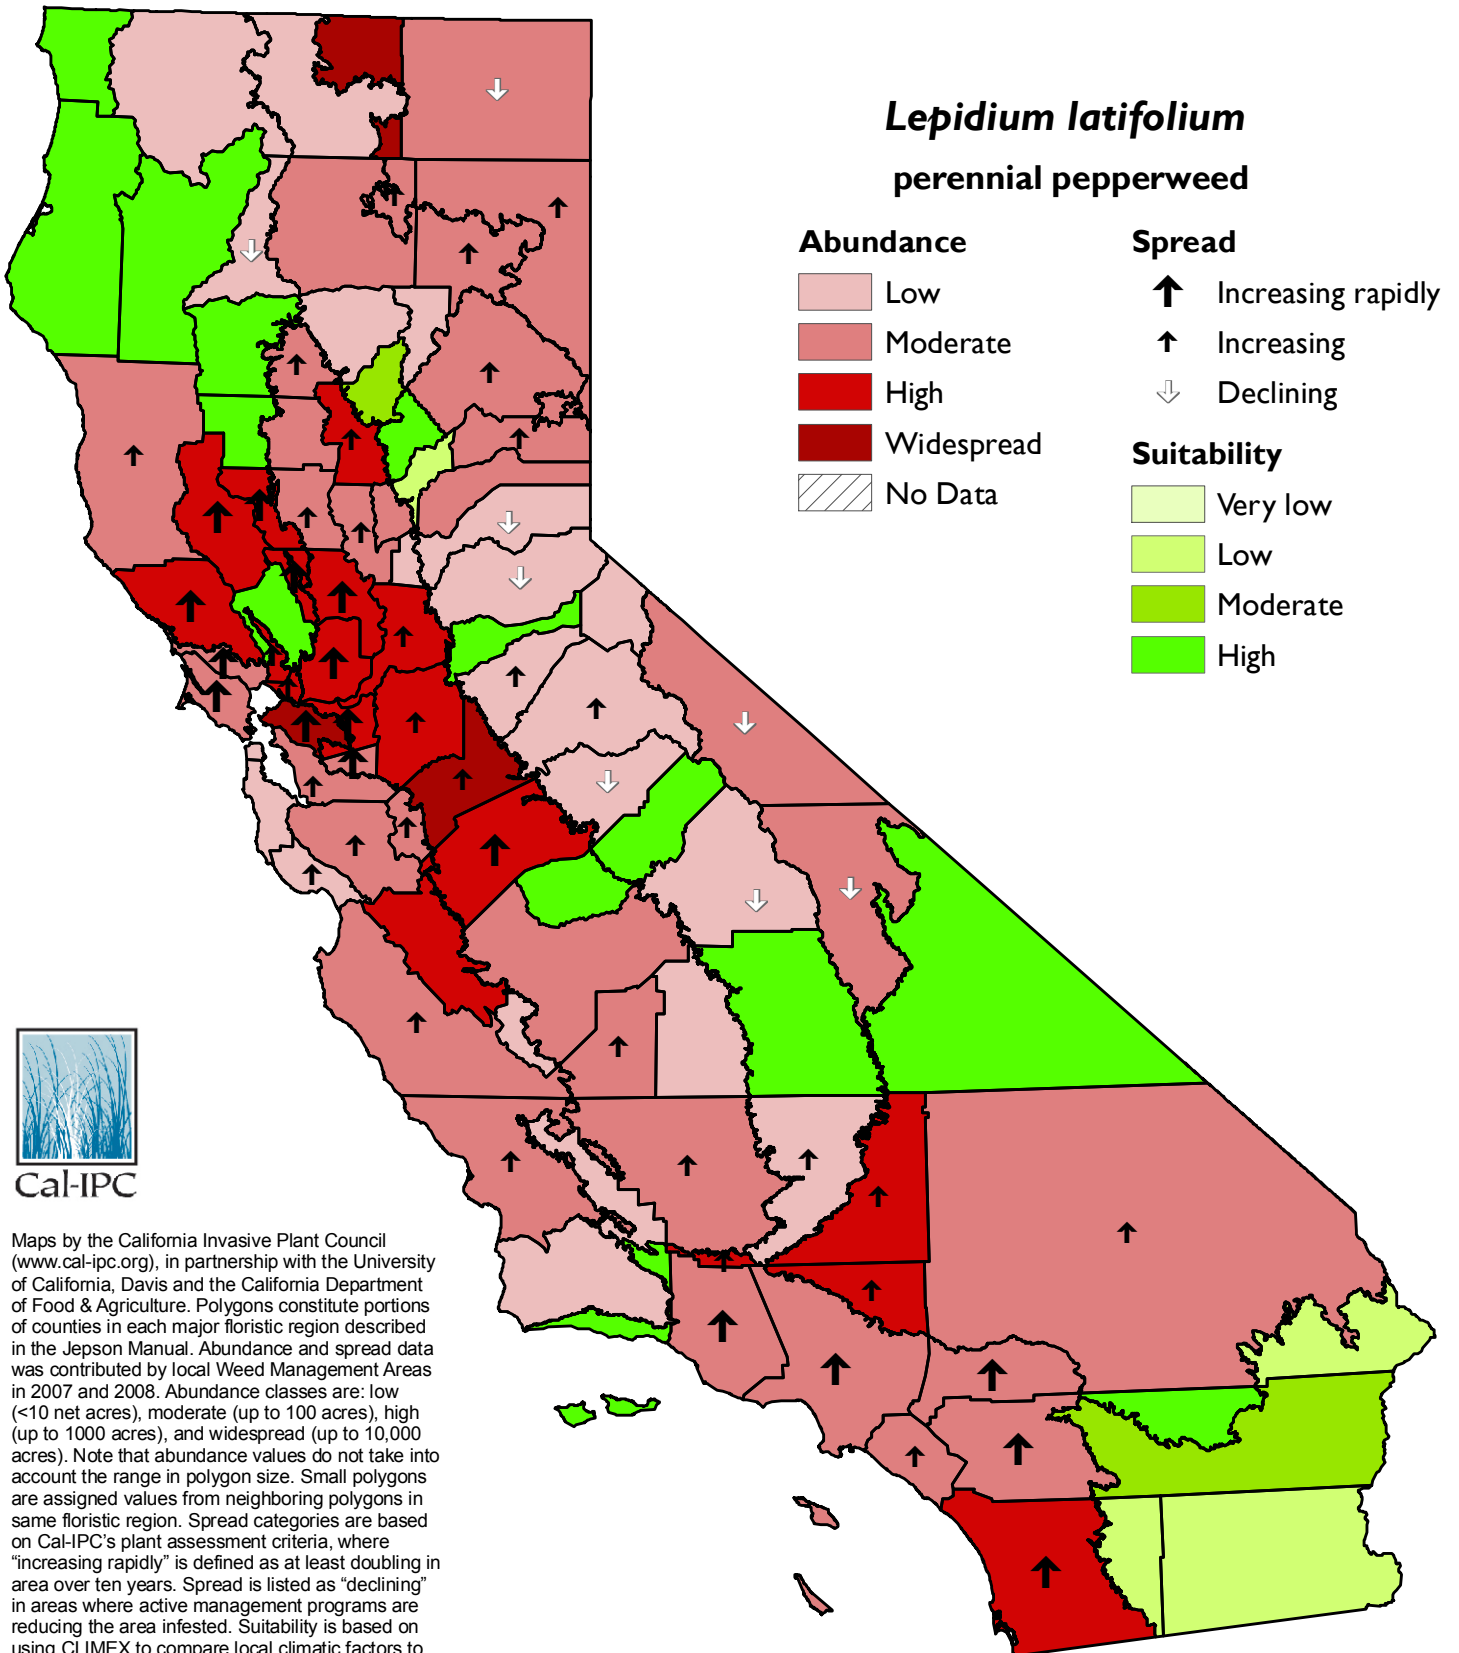 Lepidium latifolium
perennial pepperweed
Abundance
Low
Moderate
High
Widespread
No Data
Spread
Increasing rapidly
Increasing
Declining
Suitability
Very low
Low
Moderate
High
Cal-IPC
Maps by the California Invasive Plant Council
(www.cal-ipc.org), in partnership with the University
of California, Davis and the California Department
of Food & Agriculture. Polygons constitute portions
of counties in each major floristic region described
in the Jepson Manual. Abundance and spread data
was contributed by local Weed Management Areas
in 2007 and 2008. Abundance classes are: low
(<10 net acres), moderate (up to 100 acres), high
(up to 1000 acres), and widespread (up to 10,000
acres). Note that abundance values do not take into
account the range in polygon size. Small polygons
are assigned values from neighboring polygons in
same floristic region. Spread categories are based
on Cal-IPC's plant assessment criteria, where
“increasing rapidly” is defined as at least doubling in
area over ten years. Spread is listed as “declining”
in areas where active management programs are
reducing the area infested. Suitability is based on
using CLIMEX to compare local climatic factors to